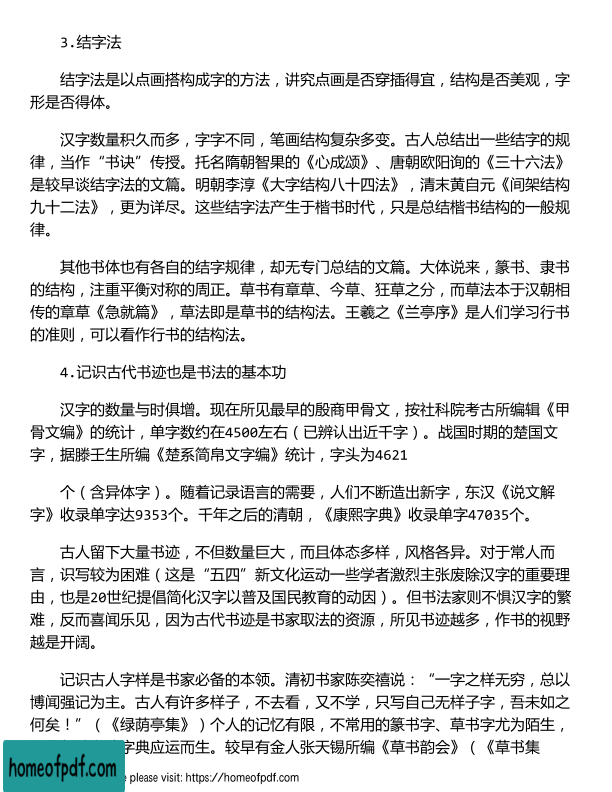 3.结字法
结字法是以点画搭构成字的方法，讲究点画是否穿插得宜，结构是否美观，字
形是否得体。
汉字数量积久而多，字字不同，笔画结构复杂多变。古人总结出一些结字的规
律，当作“书诀”传授。托名隋朝智果的《心成颂》、唐朝欧阳询的《三十六法》
是较早谈结字法的文篇。明朝李淳《大字结构八十四法》，清末黄自元《间架结构
九十二法》，更为详尽。这些结字法产生于楷书时代，只是总结楷书结构的一般规
律。
其他书体也有各自的结字规律，却无专门总结的文篇。大体说来，篆书、隶书
的结构，注重平衡对称的周正。草书有章草、今草、狂草之分，而草法本于汉朝相
传的章草《急就篇》，草法即是草书的结构法。王羲之《兰亭序》是人们学习行书
的准则，可以看作行书的结构法。
4.记识古代书迹也是书法的基本功
汉字的数量与时俱增。现在所见最早的殷商甲骨文，按社科院考古所编辑《甲
骨文编》的统计，单字数约在4500左右（已辨认出近千字）。战国时期的楚国文
字，据滕壬生所编《楚系简帛文字编》统计，字头为4621
个（含异体字）。随着记录语言的需要，人们不断造出新字，东汉《说文解
字》收录单字达9353个。千年之后的清朝，《康熙字典》收录单字47035个。
古人留下大量书迹，不但数量巨大，而且体态多样，风格各异。对于常人而
言，识写较为困难（这是“五四”新文化运动一些学者激烈主张废除汉字的重要理
由，也是20世纪提倡简化汉字以普及国民教育的动因）。但书法家则不惧汉字的繁
难，反而喜闻乐见，因为古代书迹是书家取法的资源，所见书迹越多，作书的视野
越是开阔。
记识古人字样是书家必备的本领。清初书家陈奕禧说：“一字之样无穷，总以
博闻强记为主。古人有许多样子，不去看，又不学，只写自己无样子字，吾未如之
何矣！”（《绿荫亭集》）个人的记忆有限，不常用的篆书字、草书字尤为陌生，
字典应运而生。较早有金人张天锡所编《草书韵会》（《草书集
homeofpdf.com
please visit: https://homeofpdf.com